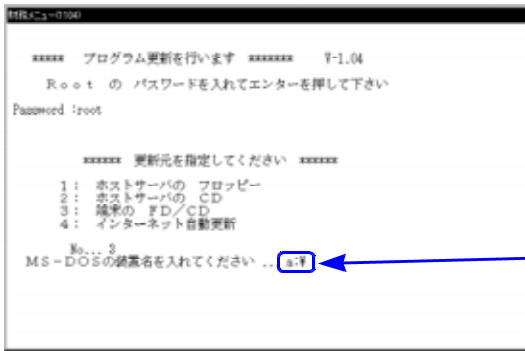 財務メニュー(1104)
***** プログラム更新を行います ******* V-1.04
Root の パスワードを入れてエンターを押して下さい
Password :root
****** 更新元を指定してください ******
1: ホストサーバの フロッピー
2: ホストサーバの CD
3:端末の FD/CD
4: インターネット自動更新
No... 3
MS-DOSの装置名を入れてください ... a:¥